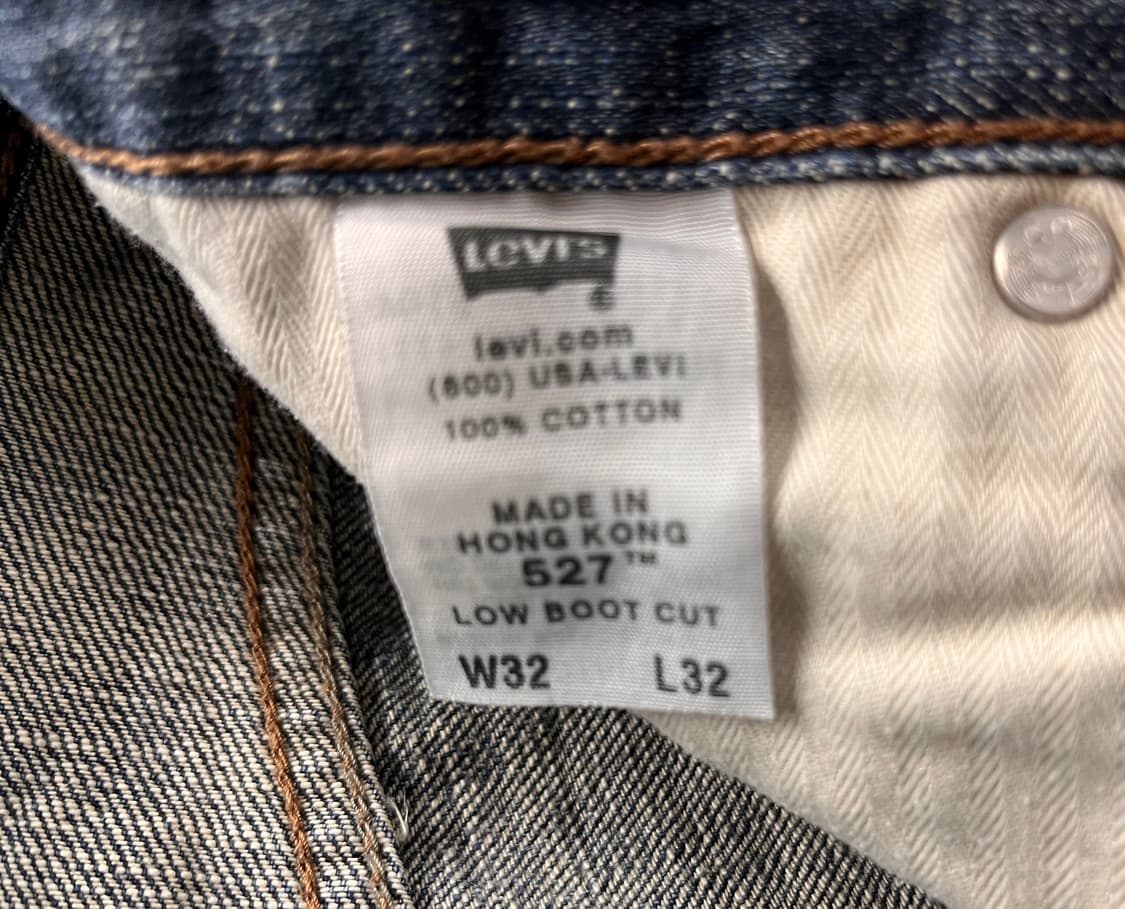 Levi's
levi.com
(800) USA-LEVI
100% COTTON
MADE IN
HONG KONG
527™
LOW BOOT CUT
W32 L32